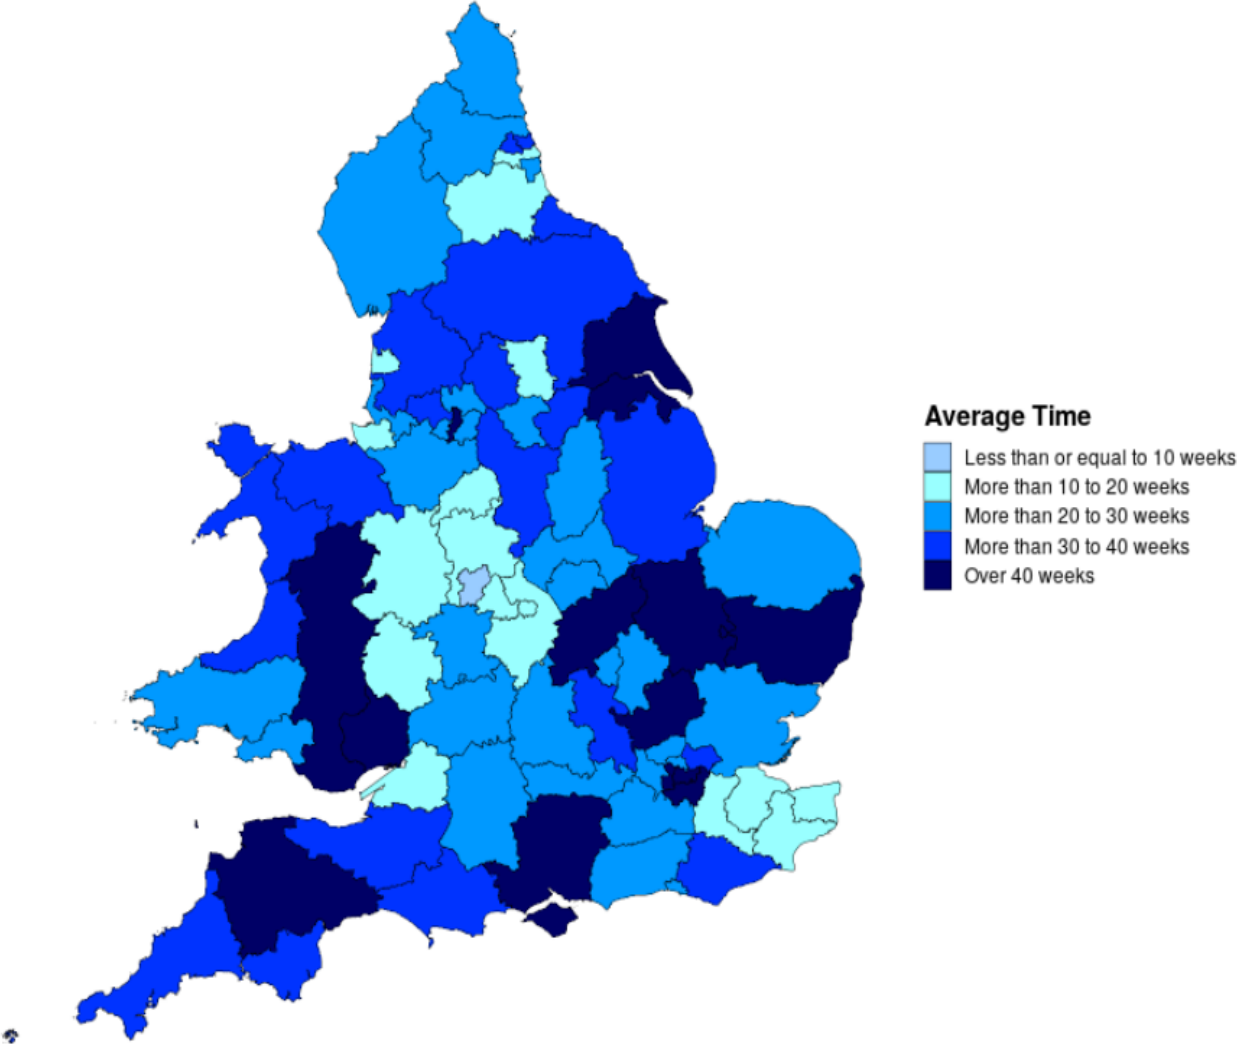 Average Time
Less than or equal to 10 weeks
More than 10 to 20 weeks
More than 20 to 30 weeks
More than 30 to 40 weeks
Over 40 weeks